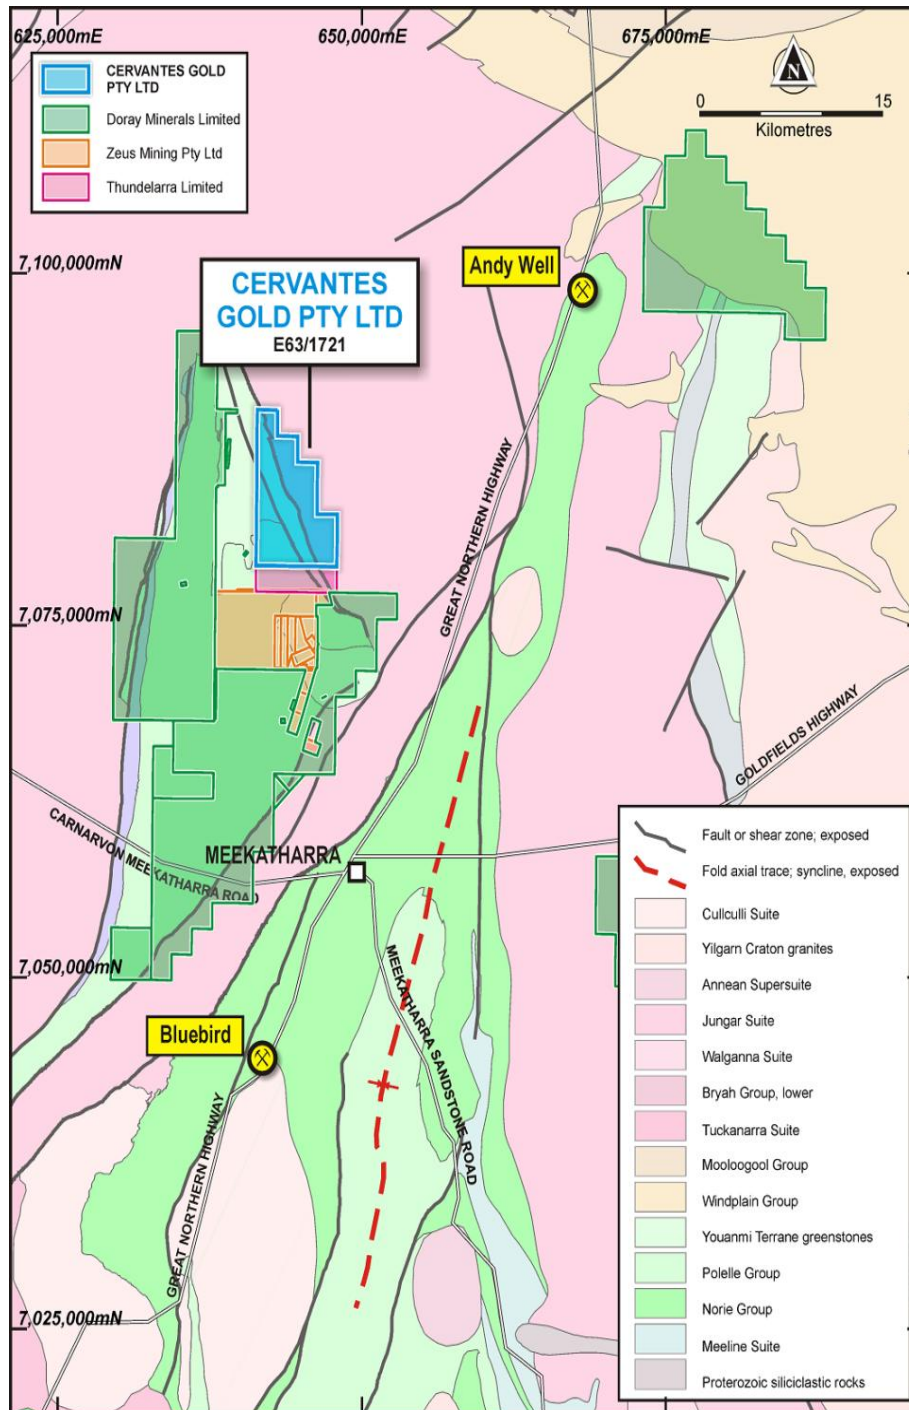 625,000mE
650,000mE
675,000mE
CERVANTES GOLD
PTY LTD
Doray Minerals Limited
Zeus Mining Pty Ltd
Thundelarra Limited
N
0 15
Kilometres
7,100,000mN
Andy Well
CERVANTES
GOLD PTY LTD
E63/1721
GREAT NORTHERN HIGHWAY
7,075,000mN
GOLDFIELDS HIGHWAY
CARNARVON MEEKATHARRA ROAD
MEEKATHARRA
7,050,000mN
MEEKATHARRA SANDSTONE ROAD
Bluebird
GREAT NORTHERN HIGHWAY
7,025,000mN
Fault or shear zone; exposed
Fold axial trace; syncline, exposed
Cullculli Suite
Yilgarn Craton granites
Annean Supersuite
Jungar Suite
Walganna Suite
Bryah Group, lower
Tuckanarra Suite
Mooloogool Group
Windplain Group
Youanmi Terrane greenstones
Polelle Group
Norie Group
Meeline Suite
Proterozoic siliciclastic rocks